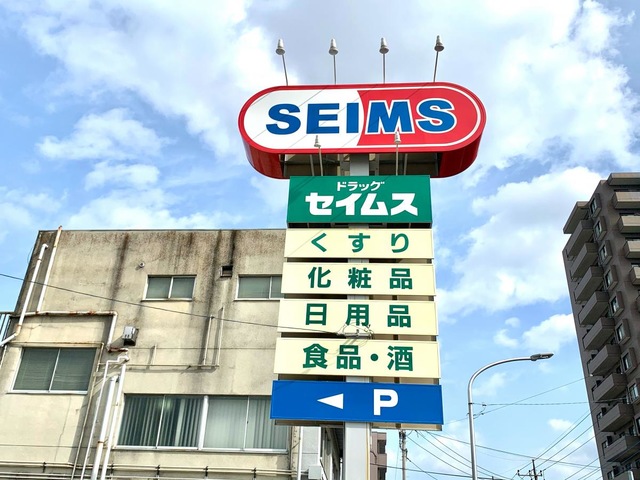 SEIMS
ドラッグ
セイムス
くすり
化粧品
日用品
食品・酒
◀ P